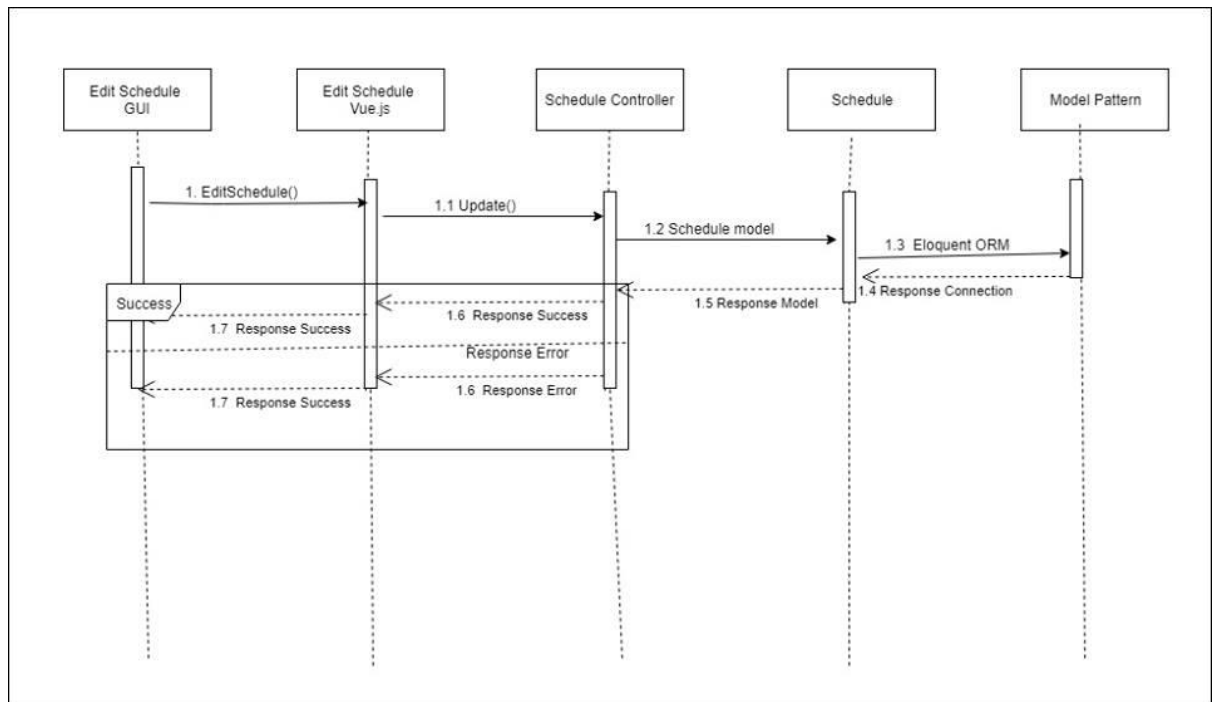 Edit Schedule
GUI
Edit Schedule
Vue.js
Schedule Controller
Schedule
Model Pattern
1. EditSchedule()
1.1 Update()
1.2 Schedule model
1.3 Eloquent ORM
1.4 Response Connection
1.5 Response Model
Success
1.6 Response Success
1.7 Response Success
Response Error
1.6 Response Error
1.7 Response Success